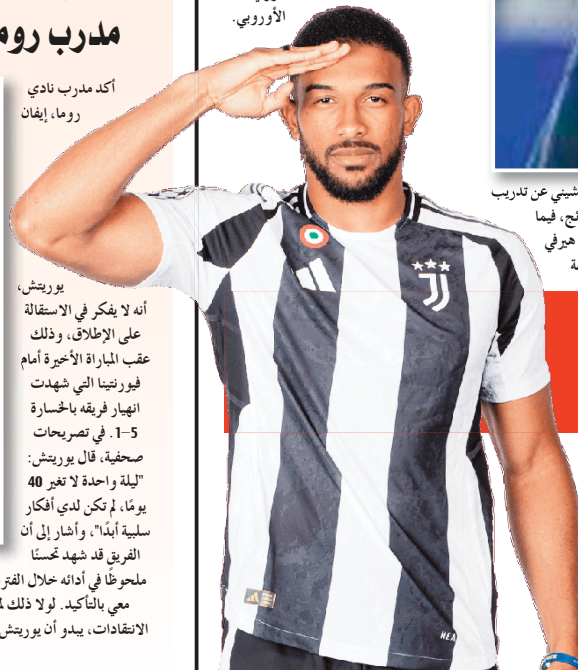 مدرب روم
أكد مدرب نادي
روما، إيفان
يوريتش،
أنه لا يفكر في الاستقالة
على الإطلاق، وذلك
عقب المباراة الأخيرة أمام
فيورنتينا التي شهدت
انهيار فريقه بالخسارة
5–1. في تصريحات
صحفية، قال يوريتش:
"ليلة واحدة لا تغير 40
يومًا، لم تكن لدي أفكار
سلبية أبدًا"، وأشار إلى أن
الفريق قد شهد تحسنًا
ملحوظًا في أدائه خلال الفتر
معي بالتأكيد. لولا ذلك لم
الانتقادات، يبدو أن يوريتش
الأوروبي.
شيني عن تدريب
ئج، فيما
هيرفي
ة
HEA